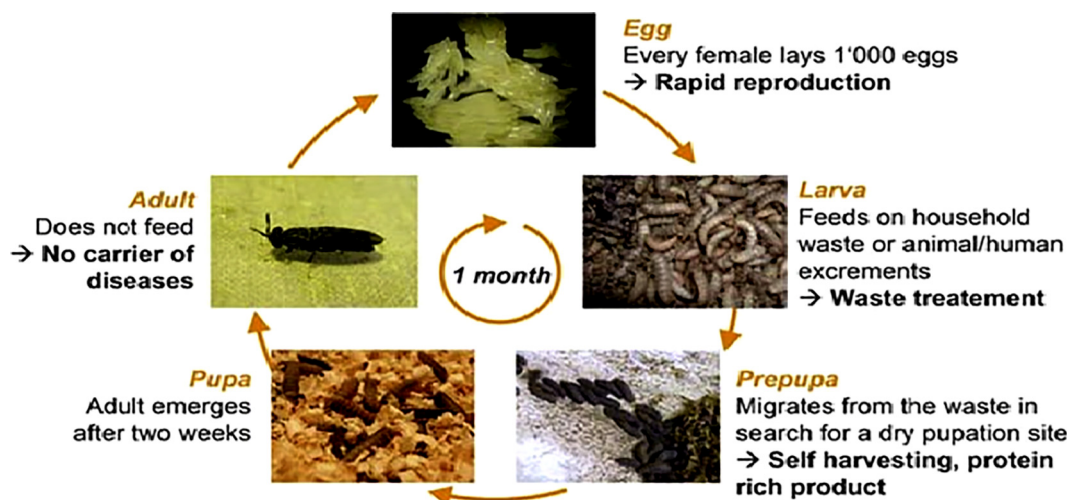 Egg
Every female lays 1'000 eggs
→ Rapid reproduction
Larva
Feeds on household
waste or animal/human
excrements
→ Waste treatement
Prepupa
Migrates from the waste in
search for a dry pupation site
→ Self harvesting, protein
rich product
Pupa
Adult emerges
after two weeks
Adult
Does not feed
→ No carrier of
diseases
1 month